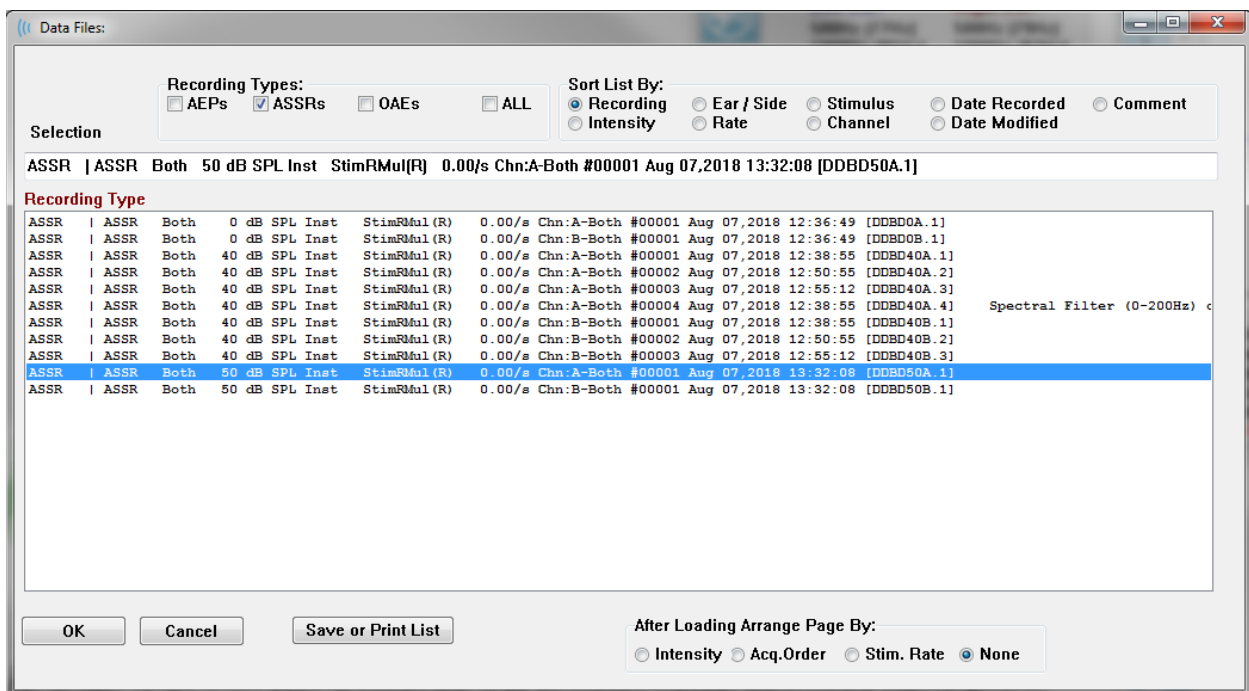 Data Files:
Recording Types:
AEPs ASSRs OAEs ALL
Sort List By:
Recording Ear / Side Stimulus Date Recorded Comment
Intensity Rate Channel Date Modified
Selection
ASSR | ASSR Both 50 dB SPL Inst StimRMul(R) 0.00/s Chn:A-Both #00001 Aug 07,2018 13:32:08 [DDBD50A.1]
Recording Type
ASSR | ASSR Both 0 dB SPL Inst StimRMul(R) 0.00/s Chn:A-Both #00001 Aug 07,2018 12:36:49 [DDBD0A.1]
ASSR | ASSR Both 0 dB SPL Inst StimRMul(R) 0.00/s Chn:B-Both #00001 Aug 07,2018 12:36:49 [DDBD0B.1]
ASSR | ASSR Both 40 dB SPL Inst StimRMul(R) 0.00/s Chn:A-Both #00001 Aug 07,2018 12:38:55 [DDBD40A.1]
ASSR | ASSR Both 40 dB SPL Inst StimRMul(R) 0.00/s Chn:A-Both #00002 Aug 07,2018 12:50:55 [DDBD40A.2]
ASSR | ASSR Both 40 dB SPL Inst StimRMul(R) 0.00/s Chn:A-Both #00003 Aug 07,2018 12:55:12 [DDBD40A.3]
ASSR | ASSR Both 40 dB SPL Inst StimRMul(R) 0.00/s Chn:A-Both #00004 Aug 07,2018 12:38:55 [DDBD40A.4] Spectral Filter (0-200Hz)
ASSR | ASSR Both 40 dB SPL Inst StimRMul(R) 0.00/s Chn:B-Both #00001 Aug 07,2018 12:38:55 [DDBD40B.1]
ASSR | ASSR Both 40 dB SPL Inst StimRMul(R) 0.00/s Chn:B-Both #00002 Aug 07,2018 12:50:55 [DDBD40B.2]
ASSR | ASSR Both 40 dB SPL Inst StimRMul(R) 0.00/s Chn:B-Both #00003 Aug 07,2018 12:55:12 [DDBD40B.3]
ASSR | ASSR Both 50 dB SPL Inst StimRMul(R) 0.00/s Chn:A-Both #00001 Aug 07,2018 13:32:08 [DDBD50A.1]
ASSR | ASSR Both 50 dB SPL Inst StimRMul(R) 0.00/s Chn:B-Both #00001 Aug 07,2018 13:32:08 [DDBD50B.1]
OK Cancel Save or Print List
After Loading Arrange Page By:
Intensity Acq.Order Stim. Rate None